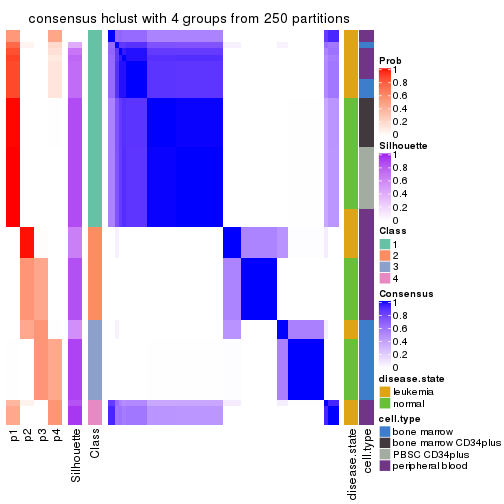 consensus hclust with 4 groups from 250 partitions
Prob
1
0.8
0.6
0.4
0.2
0
Silhouette
1
0.8
0.6
0.4
0.2
0
Class
1
2
3
4
Consensus
1
0.8
0.6
0.4
0.2
0
disease.state
leukemia
normal
cell.type
bone marrow
bone marrow CD34plus
PBSC CD34plus
peripheral blood
p1
p2
p3
p4
Silhouette
Class
disease.state
cell.type